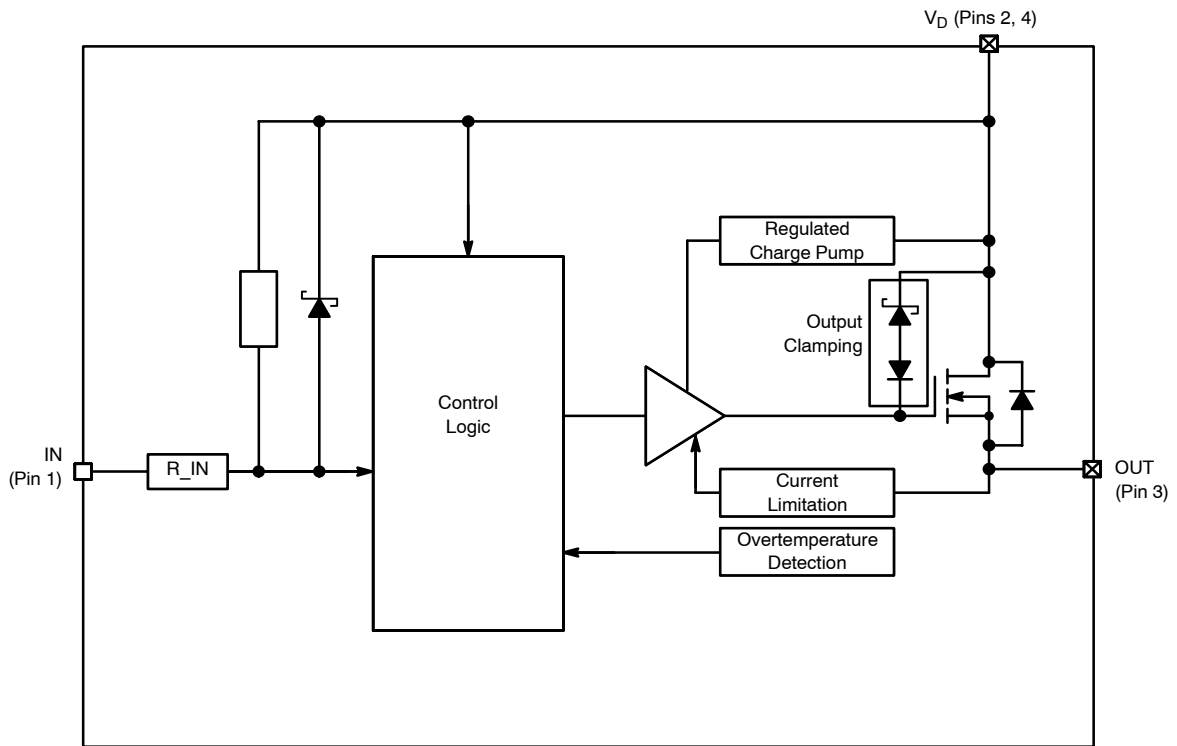 V_D (Pins 2, 4)
Regulated
Charge Pump
Output
Clamping
Control
Logic
IN
(Pin 1)
R_IN
Current
Limitation
OUT
(Pin 3)
Overtemperature
Detection